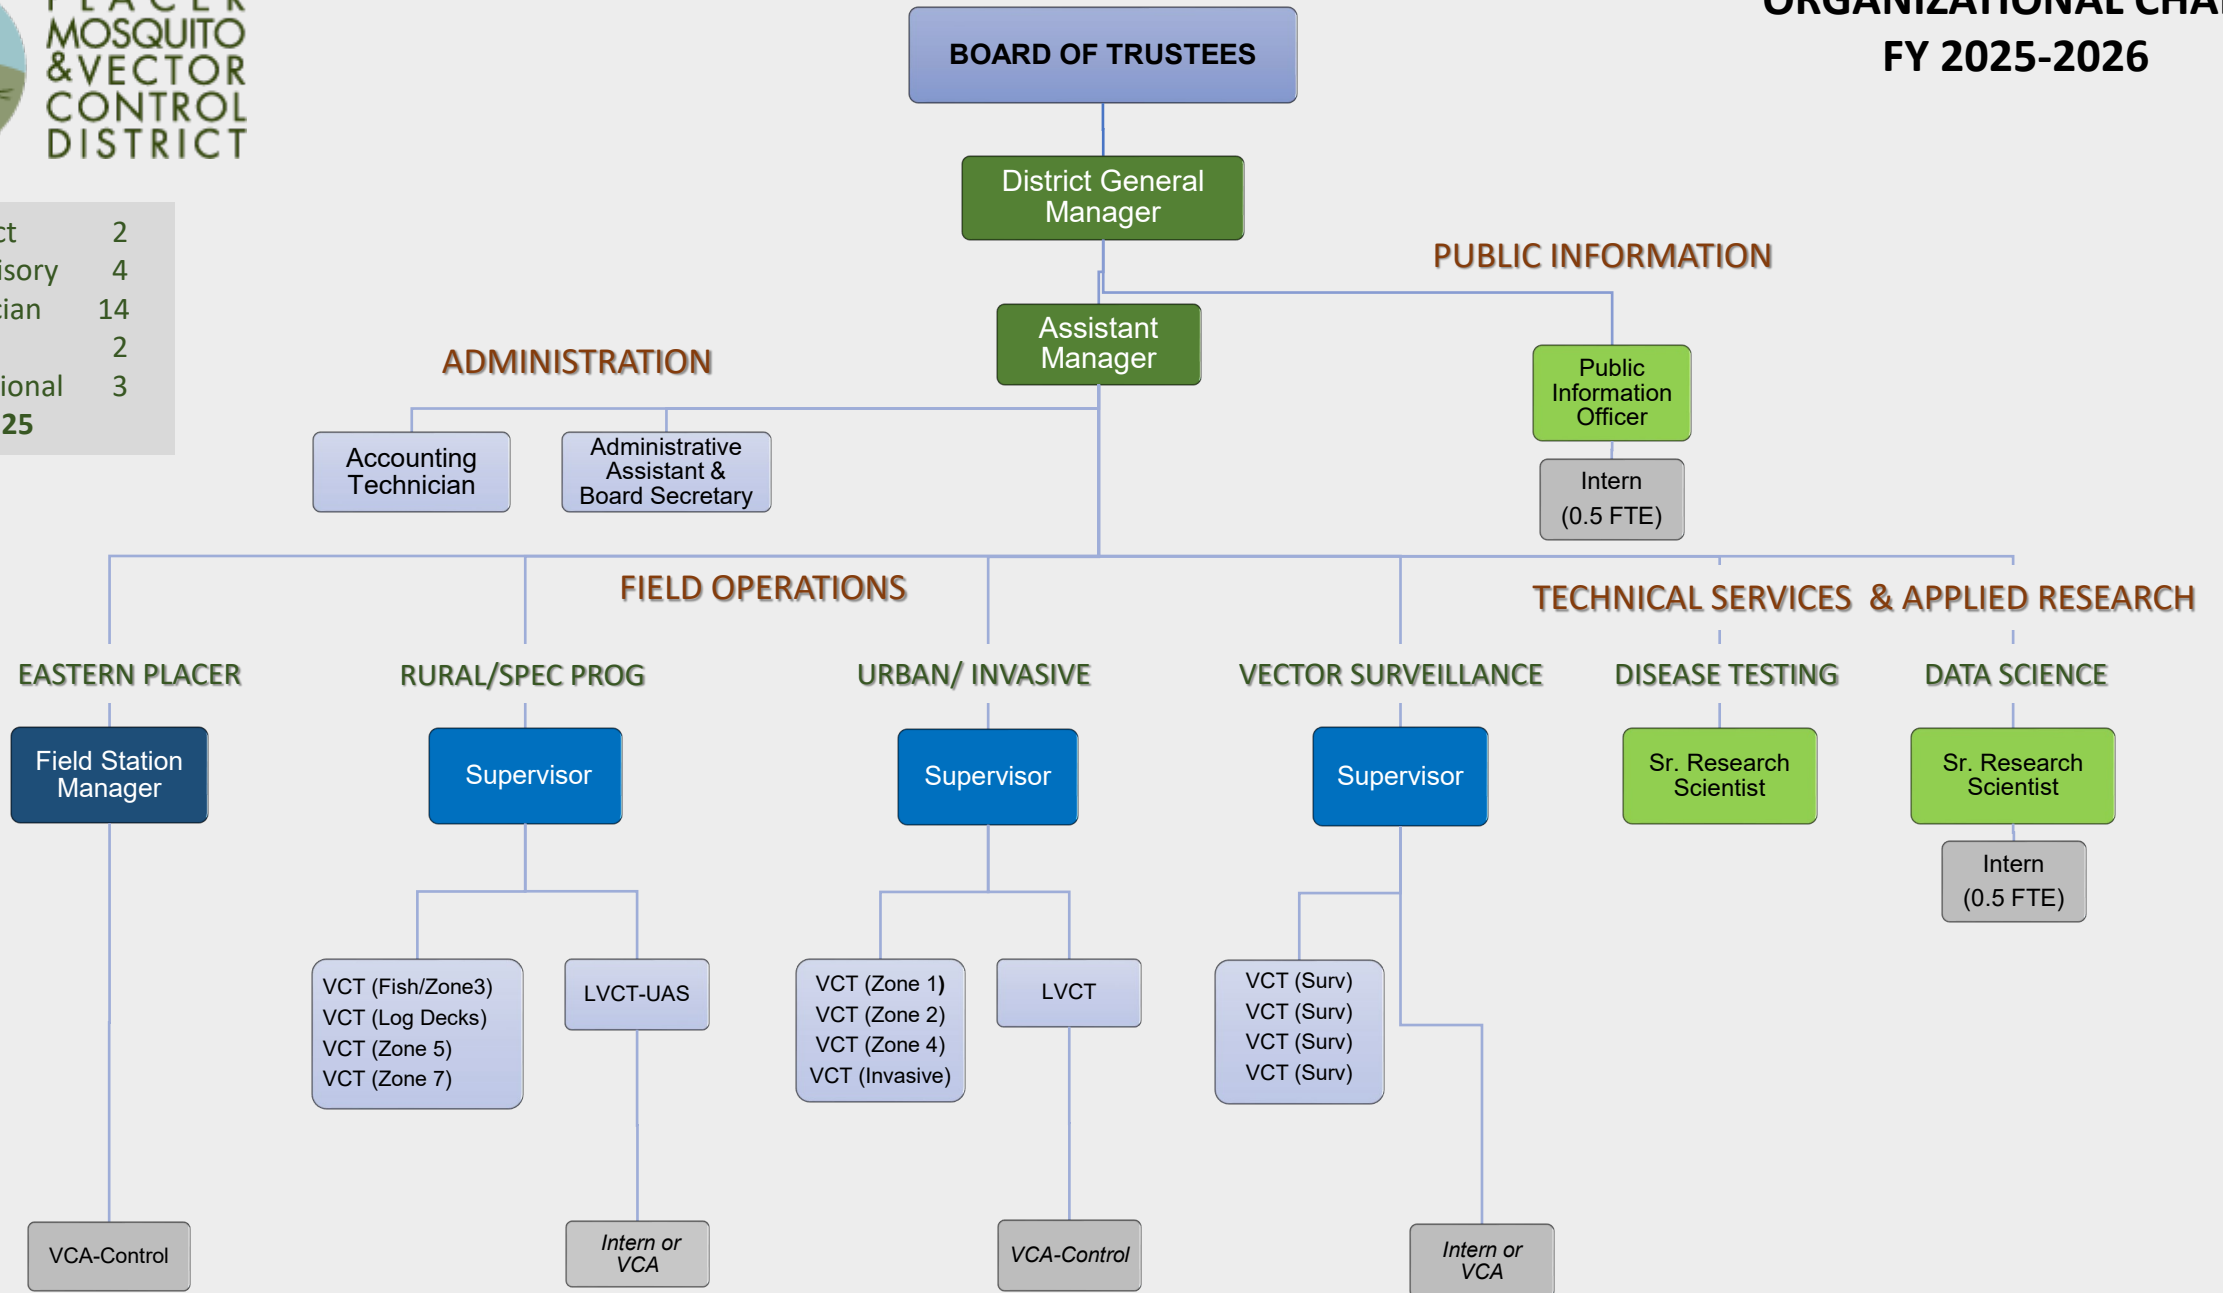 MOSQUITO
&VECTOR
CONTROL
DISTRICT
ORGANIZATIONAL
FY 2025-2026
BOARD OF TRUSTEES
District General
Manager
2
4
14
2
3
25
PUBLIC INFORMATION
Assistant
Manager
ADMINISTRATION
Public
Information
Officer
Accounting
Technician
Administrative
Assistant &
Board Secretary
Intern
(0.5 FTE)
FIELD OPERATIONS
TECHNICAL SERVICES & APPLIED RESEARCH
EASTERN PLACER
RURAL/SPEC PROG
URBAN/ INVASIVE
VECTOR SURVEILLANCE
DISEASE TESTING
DATA SCIENCE
Field Station
Manager
Supervisor
Supervisor
Supervisor
Sr. Research
Scientist
Sr. Research
Scientist
Intern
(0.5 FTE)
VCT (Fish/Zone3)
VCT (Log Decks)
VCT (Zone 5)
VCT (Zone 7)
LVCT-UAS
VCT (Zone 1)
VCT (Zone 2)
VCT (Zone 4)
VCT (Invasive)
LVCT
VCT (Surv)
VCT (Surv)
VCT (Surv)
VCT (Surv)
VCA-Control
Intern or
VCA
VCA-Control
Intern or
VCA